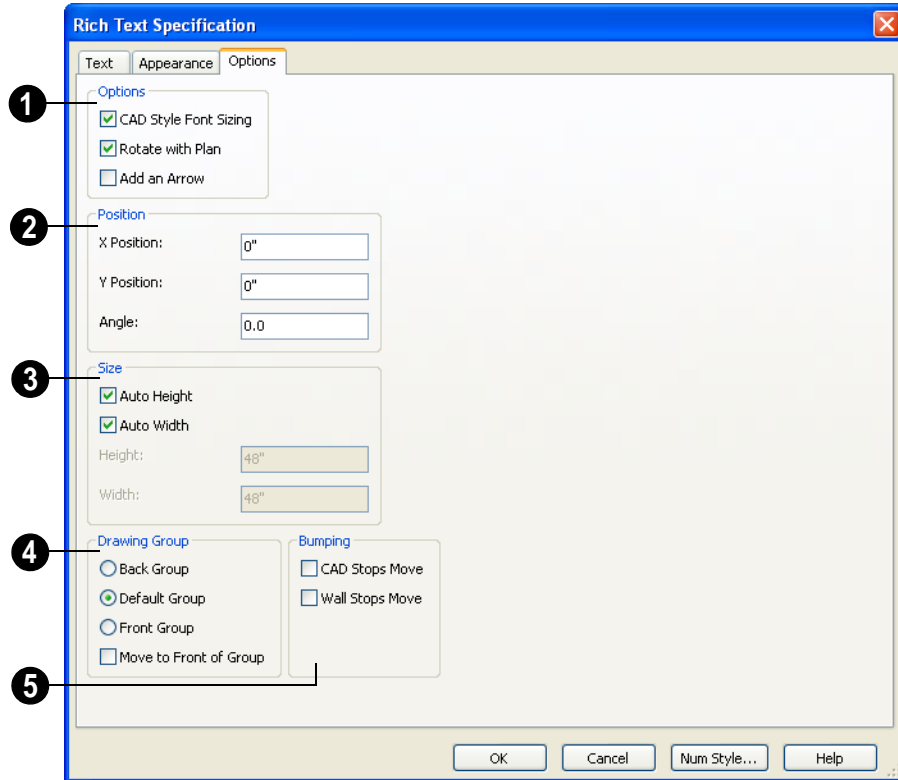 Rich Text Specification
Text Appearance Options
1
Options
CAD Style Font Sizing
Rotate with Plan
Add an Arrow
2
Position
X Position: 0"
Y Position: 0"
Angle: 0.0
3
Size
Auto Height
Auto Width
Height: 48"
Width: 48"
4
Drawing Group
Back Group
Default Group
Front Group
Move to Front of Group
Bumping
CAD Stops Move
Wall Stops Move
5
OK Cancel Num Style... Help